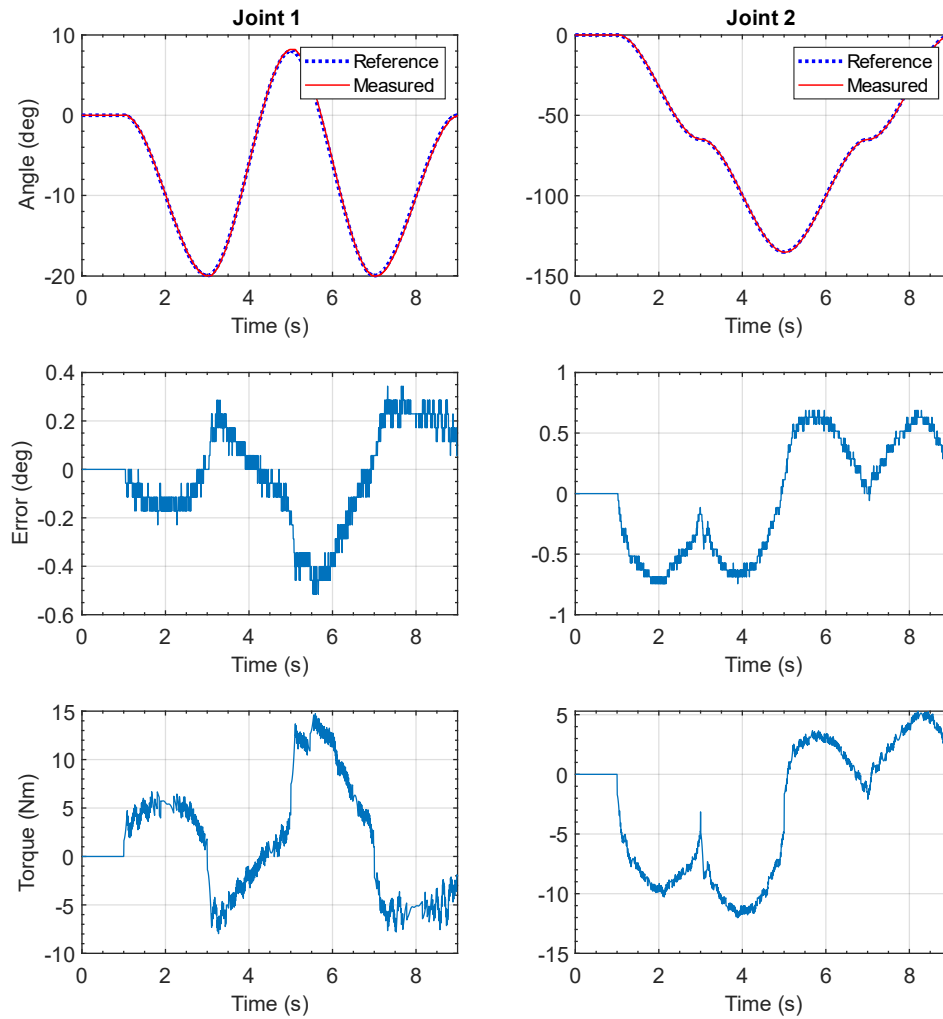 Joint 1
10
0
-10
-20
Angle (deg)
Reference
Measured
0 2 4 6 8
Time (s)
Joint 2
0
-50
-100
-150
Reference
Measured
0 2 4 6 8
Time (s)
0.4
0.2
0
-0.2
-0.4
-0.6
Error (deg)
0 2 4 6 8
Time (s)
1
0.5
0
-0.5
-1
0 2 4 6 8
Time (s)
15
10
5
0
-5
-10
Torque (Nm)
0 2 4 6 8
Time (s)
5
0
-5
-10
-15
0 2 4 6 8
Time (s)